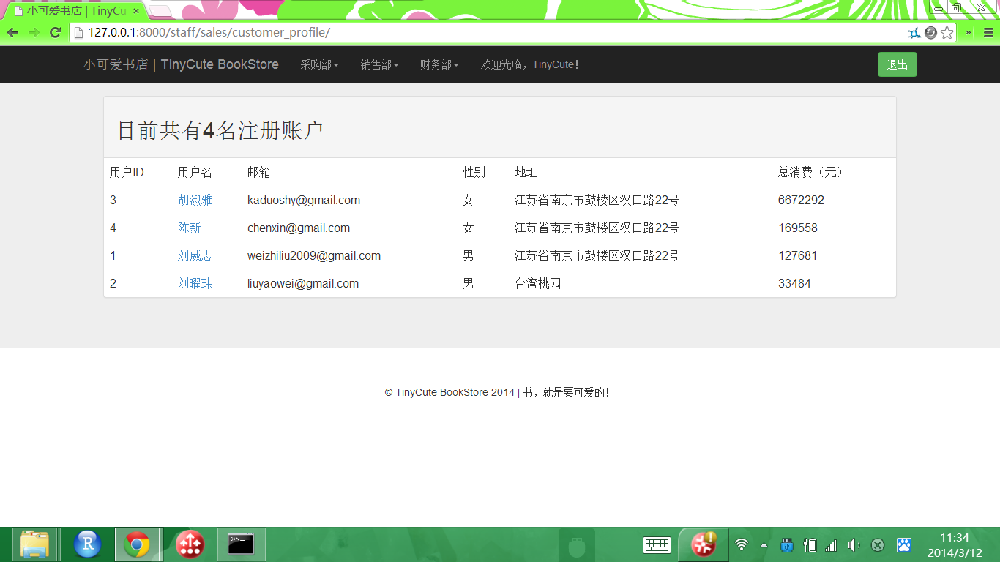 小可爱书店 | TinyCu
127.0.0.1:8000/staff/sales/customer_profile/
小可爱书店 | TinyCute BookStore 采购部 销售部 财务部 欢迎光临，TinyCute！ 退出
目前共有4名注册账户
用户ID 用户名 邮箱 性别 地址 总消费（元）
3 胡淑雅 kaduoshy@gmail.com 女 江苏省南京市鼓楼区汉口路22号 6672292
4 陈新 chenxin@gmail.com 女 江苏省南京市鼓楼区汉口路22号 169558
1 刘威志 weizhiliu2009@gmail.com 男 江苏省南京市鼓楼区汉口路22号 127681
2 刘曜玮 liuyaowei@gmail.com 男 台湾桃园 33484
© TinyCute BookStore 2014 | 书，就是要可爱的！
R
C:\
11:34
2014/3/12